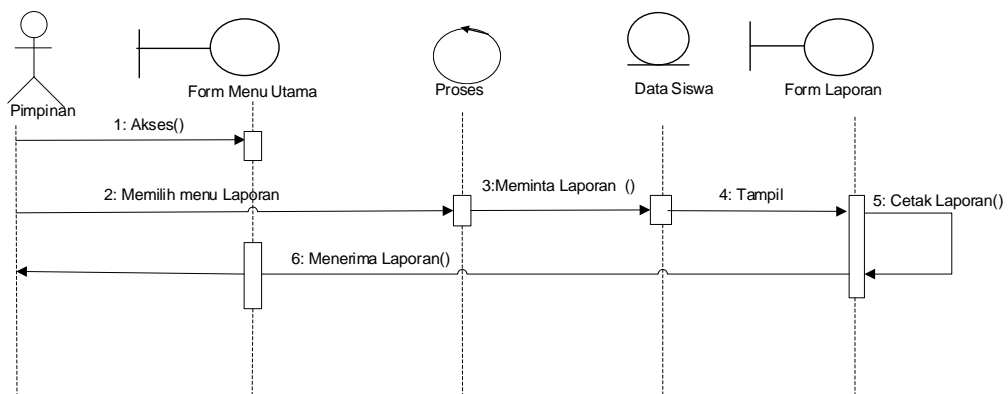 Pimpinan
Form Menu Utama
Proses
Data Siswa
Form Laporan
1: Akses()
2: Memilih menu Laporan
3:Meminta Laporan ()
4: Tampil
5: Cetak Laporan()
6: Menerima Laporan()